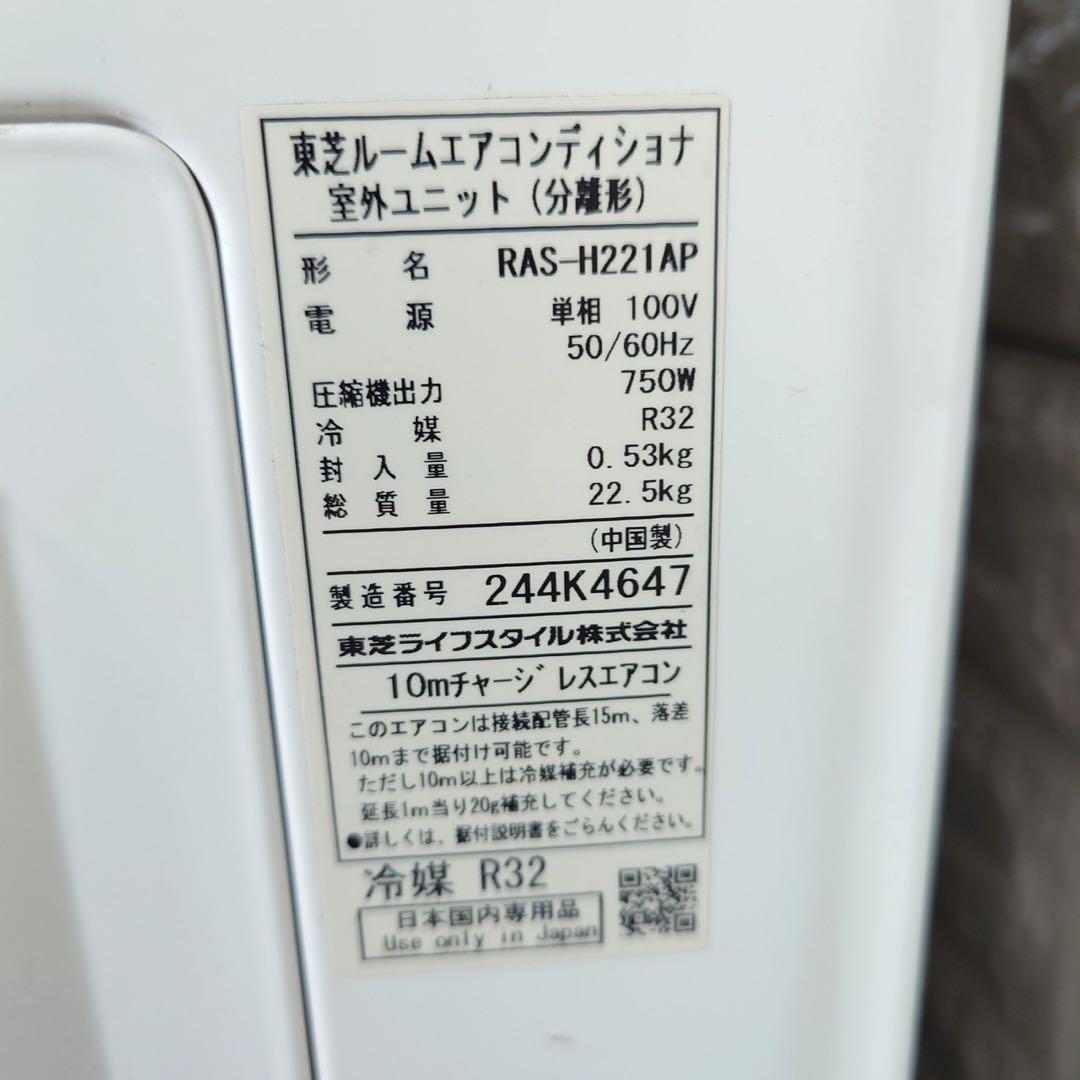 東芝ルームエアコンディショナ
室外ユニット（分離形）
形名 RAS-H221AP
電源 単相 100V
50/60Hz
圧縮機出力 750W
冷媒 R32
封入量 0.53kg
総質量 22.5kg
（中国製）
製造番号 244K4647
東芝ライフスタイル株式会社
10mチャージレスエアコン
このエアコンは接続配管長15m、落差
10mまで据付け可能です。
ただし10m以上は冷媒補充が必要です。
延長1m当り20g補充してください。
●詳しくは、据付説明書をごらんください。
冷媒 R32
日本国内専用品
Use only in Japan